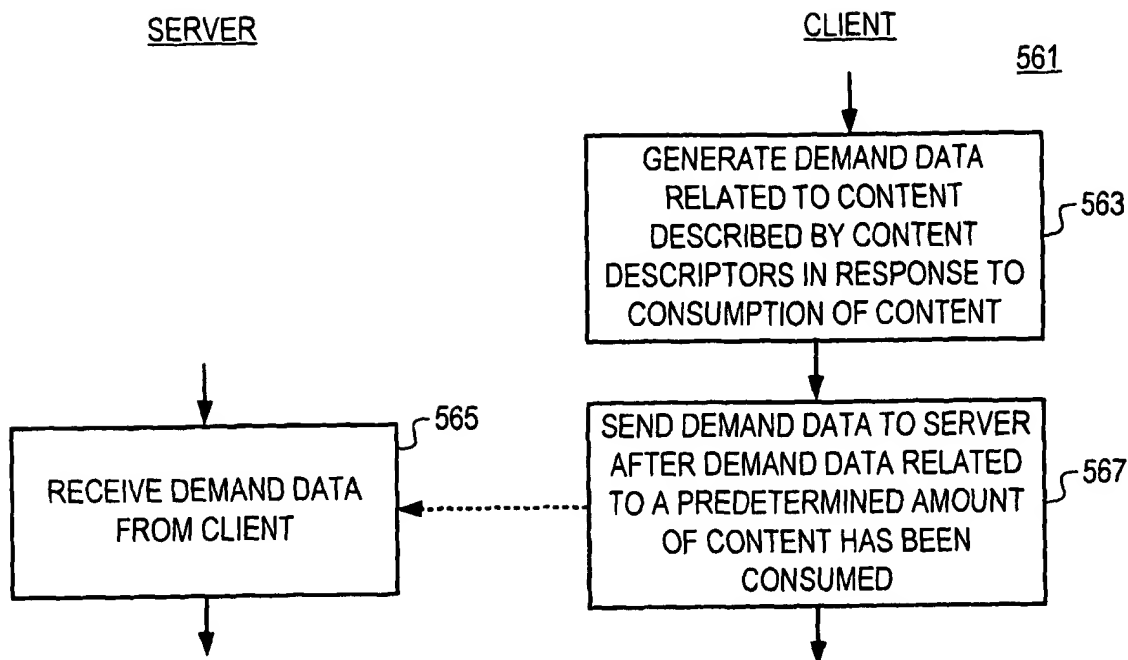 SERVER
CLIENT
561
GENERATE DEMAND DATA
RELATED TO CONTENT
DESCRIBED BY CONTENT
DESCRIPTORS IN RESPONSE TO
CONSUMPTION OF CONTENT
563
SEND DEMAND DATA TO SERVER
AFTER DEMAND DATA RELATED
TO A PREDETERMINED AMOUNT
OF CONTENT HAS BEEN
CONSUMED
567
565
RECEIVE DEMAND DATA
FROM CLIENT